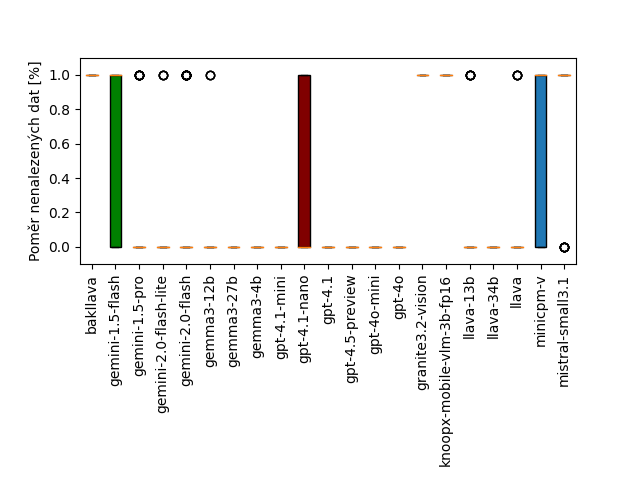 Poměr nenalezených dat [%]
1.0
0.8
0.6
0.4
0.2
0.0
bakllava
gemini-1.5-flash
gemini-1.5-pro
gemini-2.0-flash-lite
gemini-2.0-flash
gemma3-12b
gemma3-27b
gemma3-4b
gpt-4.1-mini
gpt-4.1-nano
gpt-4.1
gpt-4.5-preview
gpt-4o-mini
gpt-4o
granite3.2-vision
knoopx-mobile-vlm-3b-fp16
llava-13b
llava-34b
llava
minicpm-v
mistral-small3.1